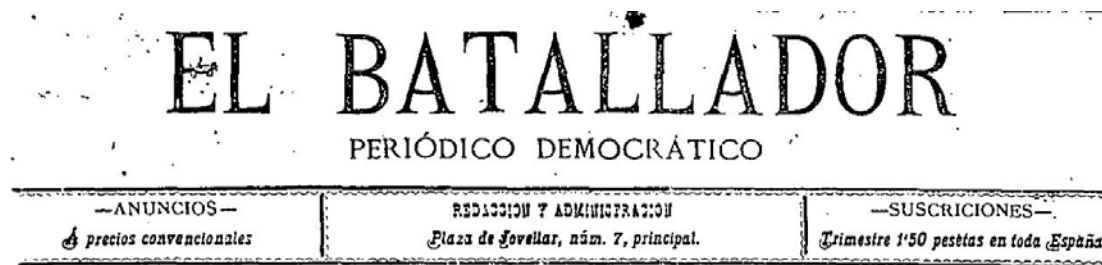 EL BATALLADOR
PERIÓDICO DEMOCRÁTICO
—ANUNCIOS—
Á precios convencionales
REDACCION Y ADMINISTRACION
Plaza de Jovellar, núm. 7, principal.
—SUSCRICIONES—
Trimestre 1'50 pesetas en toda España